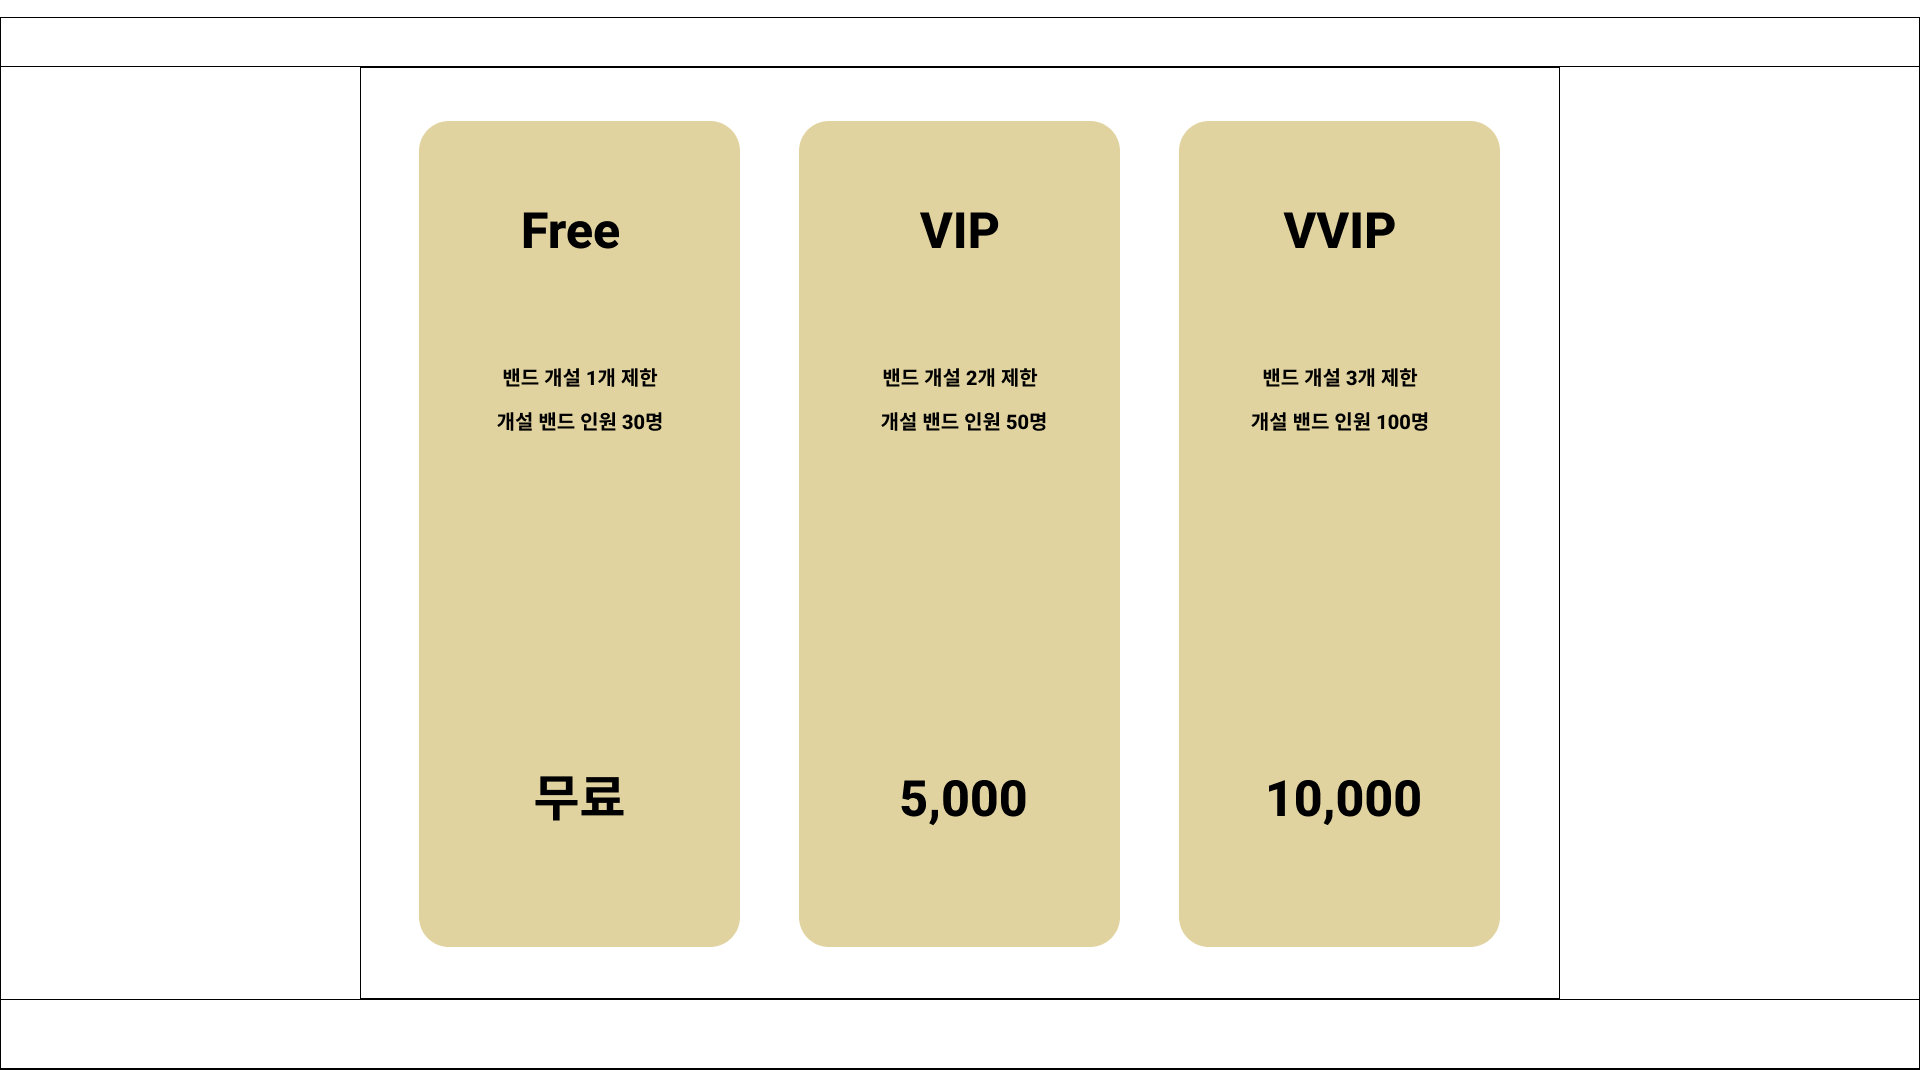 Free
밴드 개설 1개 제한
개설 밴드 인원 30명
무료
VIP
밴드 개설 2개 제한
개설 밴드 인원 50명
5,000
VVIP
밴드 개설 3개 제한
개설 밴드 인원 100명
10,000